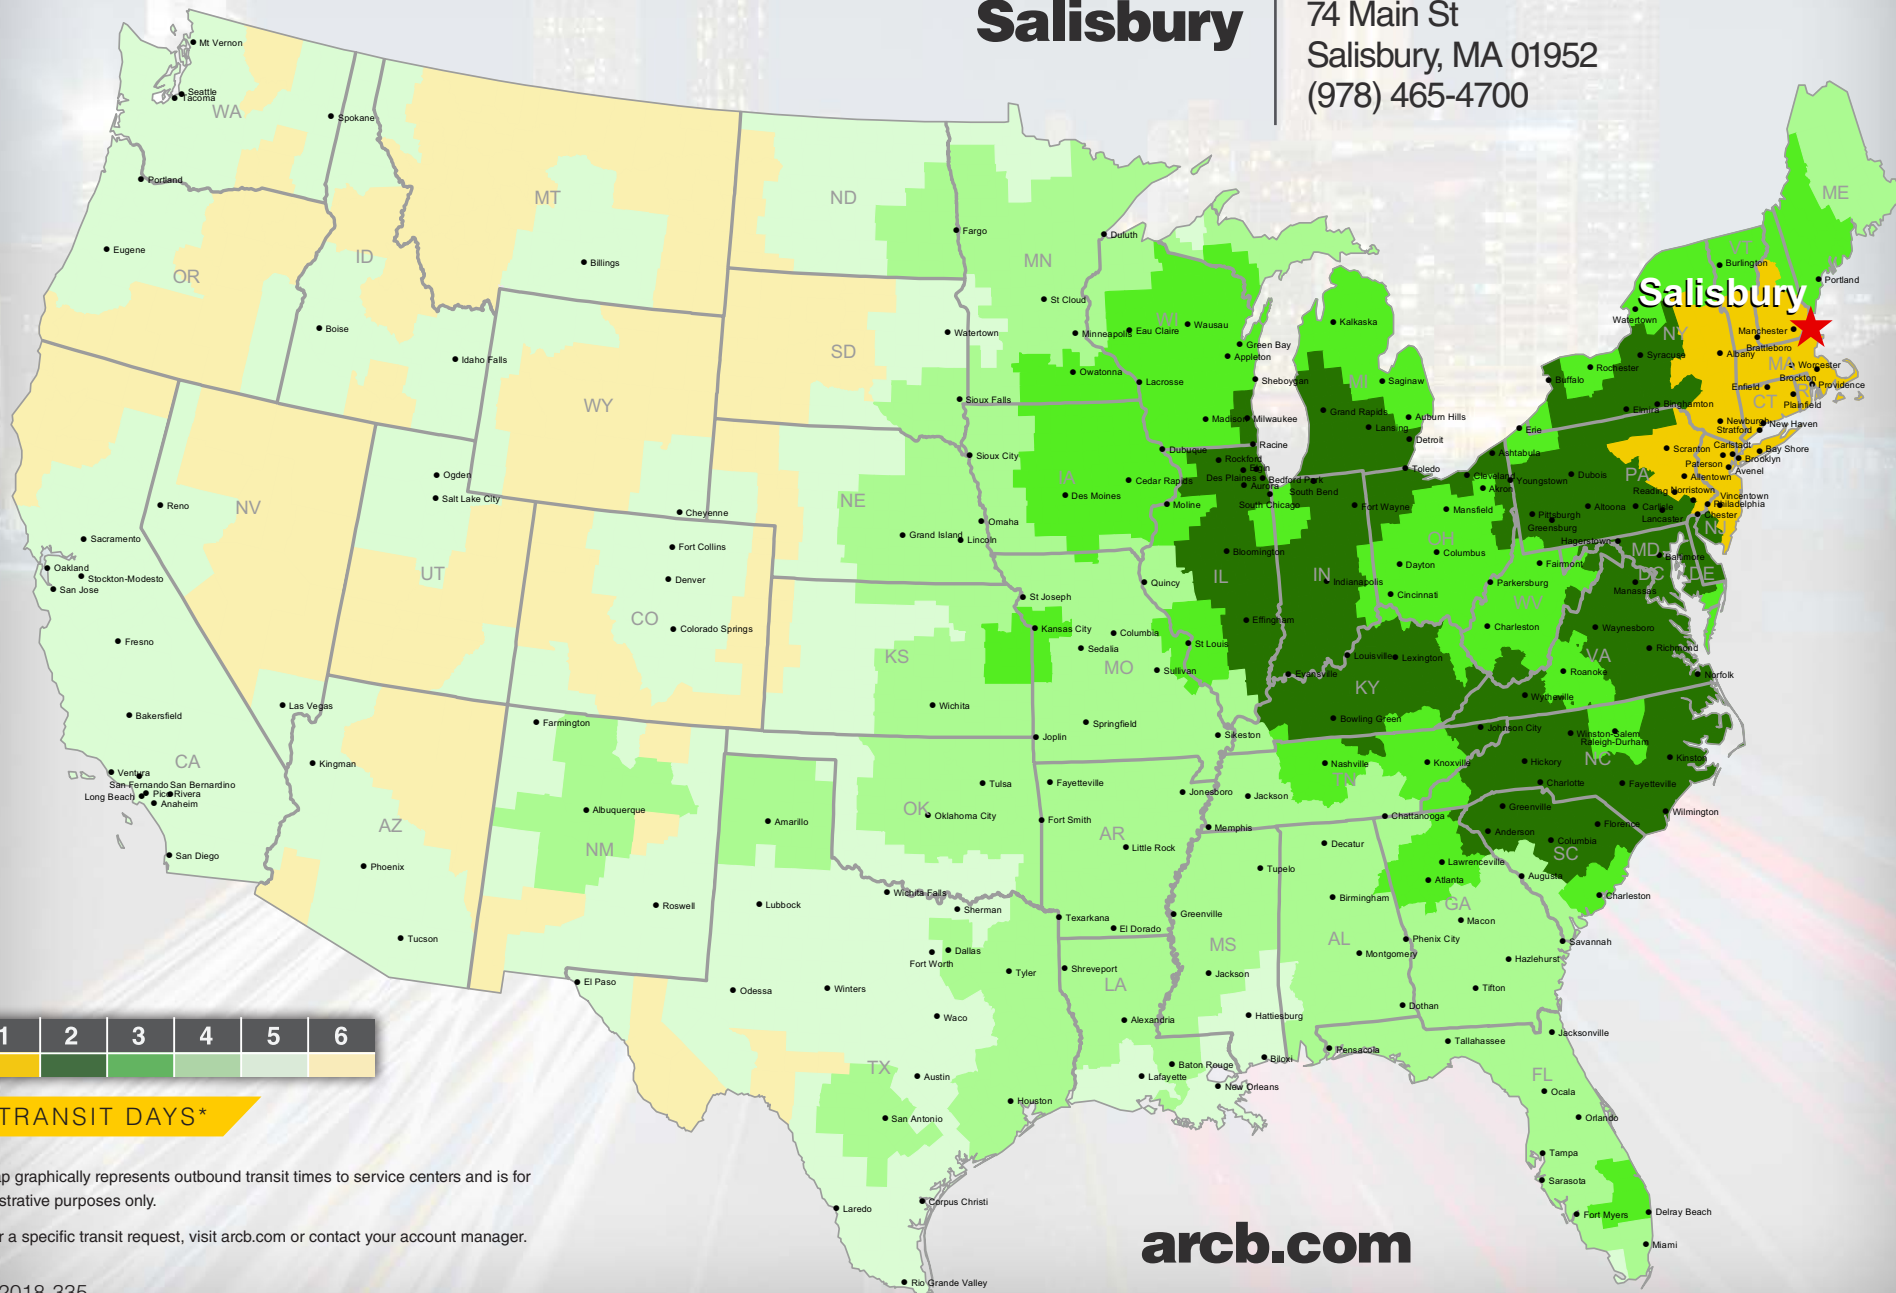 Salisbury
74 Main St
Salisbury, MA 01952
(978) 465-4700
Mt Vernon
Seattle
Tacoma
WA
Spokane
Portland
Eugene
OR
ID
Boise
Idaho Falls
MT
Billings
WY
Cheyenne
ND
Fargo
SD
Watertown
Sioux Falls
MN
Duluth
St Cloud
Minneapolis
Owatonna
WI
Eau Claire
Wausau
Green Bay
Appleton
Lacrosse
Sheboygan
Madison
Milwaukee
Racine
MI
Kalkaska
Saginaw
Grand Rapids
Lansing
Auburn Hills
Detroit
ME
VT
Burlington
Portland
Salisbury
Watertown
NY
Manchester
Brattleboro
Syracuse
Albany
MA
Worcester
Rochester
Brockton
Buffalo
Enfield
Providence
RI
CT
Plainfield
Elmira
Binghamton
Newburgh
New Haven
Stratford
Erie
Scranton
Carlstadt
Bay Shore
Brooklyn
Paterson
Avenel
Ashtabula
PA
Dubois
Allentown
Cleveland
Youngstown
Akron
Reading
Norristown
Vincentown
Philadelphia
Altoona
Carlisle
Lancaster
Chester
Pittsburgh
Greensburg
NJ
Hagerstown
MD
Baltimore
DC
DE
Manassas
Toledo
Mansfield
OH
Columbus
Dayton
Cincinnati
Fairmont
Parkersburg
WV
Charleston
Waynesboro
VA
Richmond
Roanoke
Norfolk
Wytheville
Dubuque
Rockford
Elgin
Des Plaines
Bedford Park
Aurora
South Bend
South Chicago
Fort Wayne
IA
Cedar Rapids
Des Moines
Moline
Sioux City
NE
Omaha
Grand Island
Lincoln
Bloomington
IL
IN
Indianapolis
Quincy
Effingham
Louisville
Lexington
Evansville
KY
Bowling Green
St Joseph
Kansas City
Columbia
Sedalia
St Louis
MO
Sullivan
Springfield
Joplin
Sikeston
KS
Wichita
NV
Reno
Ogden
Salt Lake City
UT
Fort Collins
Denver
CO
Colorado Springs
Sacramento
Oakland
Stockton-Modesto
San Jose
Fresno
Bakersfield
CA
Ventura
San Fernando
San Bernardino
Long Beach
Pico Rivera
Anaheim
San Diego
Las Vegas
Kingman
AZ
Phoenix
Tucson
Farmington
Albuquerque
NM
Roswell
Amarillo
Lubbock
OK
Tulsa
Oklahoma City
Fayetteville
Fort Smith
AR
Little Rock
Jonesboro
Memphis
Jackson
Nashville
TN
Knoxville
Chattanooga
Johnson City
Winston-Salem
Raleigh-Durham
Hickory
NC
Kinston
Charlotte
Fayetteville
Greenville
Wilmington
Anderson
Florence
Columbia
SC
Augusta
Charleston
Decatur
Lawrenceville
Atlanta
GA
Tupelo
Birmingham
Macon
Savannah
Phenix City
Greenville
MS
AL
Montgomery
Hazlehurst
Tifton
Dothan
Jackson
Hattiesburg
Biloxi
Wichita Falls
Sherman
Texarkana
El Dorado
Dallas
Fort Worth
Tyler
Shreveport
LA
Alexandria
El Paso
Odessa
Winters
Waco
TX
Austin
San Antonio
Houston
Baton Rouge
Lafayette
New Orleans
Laredo
Corpus Christi
Rio Grande Valley
Pensacola
Tallahassee
Jacksonville
FL
Ocala
Orlando
Tampa
Sarasota
Fort Myers
Delray Beach
Miami
1 2 3 4 5 6
TRANSIT DAYS*
graphically represents outbound transit times to service centers and is for
purposes only.
a specific transit request, visit arcb.com or contact your account manager.
arcb.com